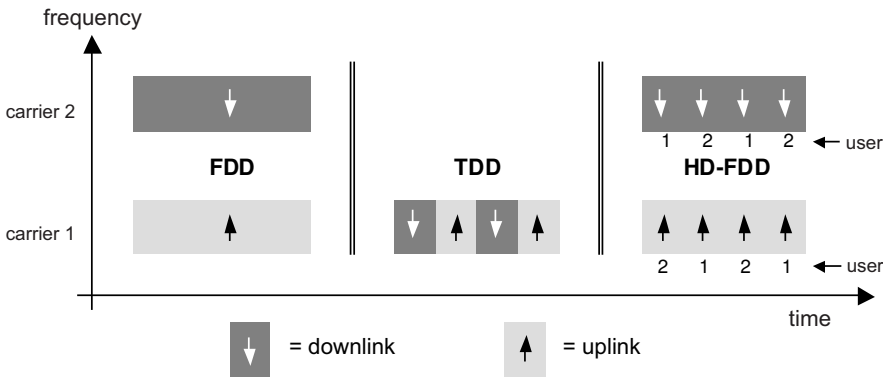 frequency
carrier 2
1 2 1 2
user
FDD
TDD
HD-FDD
carrier 1
2 1 2 1
user
time
= downlink
= uplink